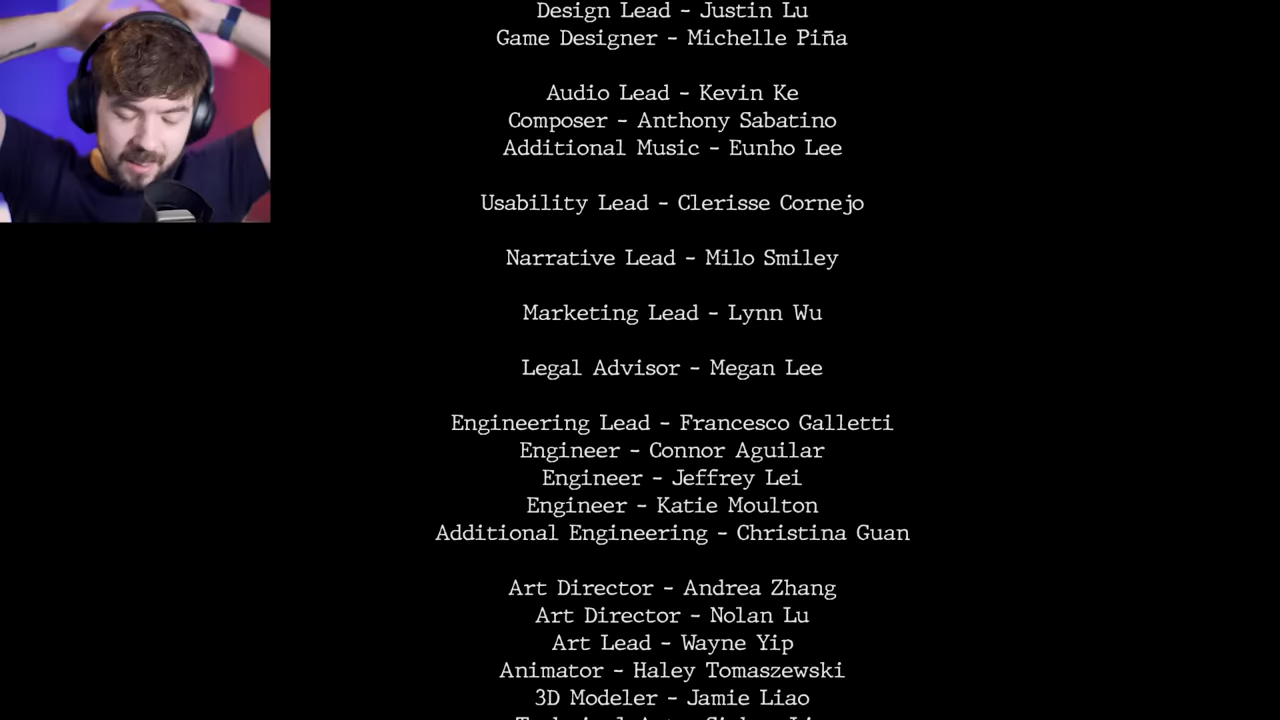 Design Lead - Justin Lu
Game Designer - Michelle Piña
Audio Lead - Kevin Ke
Composer - Anthony Sabatino
Additional Music - Eunho Lee
Usability Lead - Clerisse Cornejo
Narrative Lead - Milo Smiley
Marketing Lead - Lynn Wu
Legal Advisor - Megan Lee
Engineering Lead - Francesco Galletti
Engineer - Connor Aguilar
Engineer - Jeffrey Lei
Engineer - Katie Moulton
Additional Engineering - Christina Guan
Art Director - Andrea Zhang
Art Director - Nolan Lu
Art Lead - Wayne Yip
Animator - Haley Tomaszewski
3D Modeler - Jamie Liao